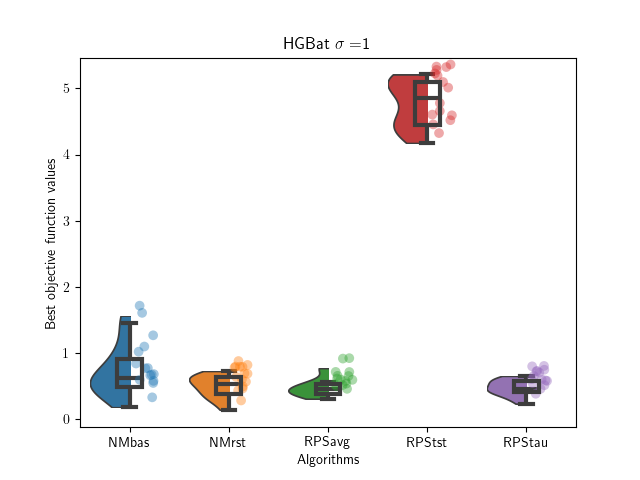 HGBat σ =1
Best objective function values
5
4
3
2
1
0
NMbas NMrst RPSavg RPStst RPStau
Algorithms